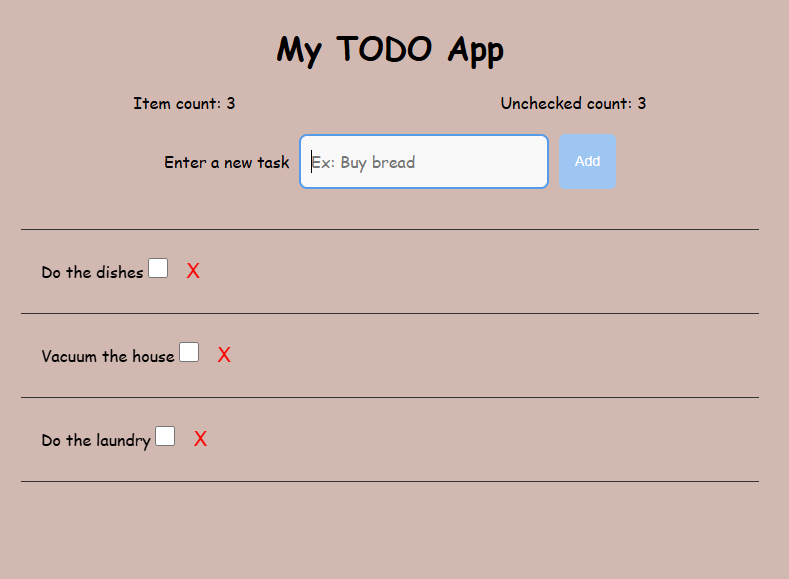 My TODO App
Item count: 3 Unchecked count: 3
Enter a new task Ex: Buy bread Add
Do the dishes X
Vacuum the house X
Do the laundry X